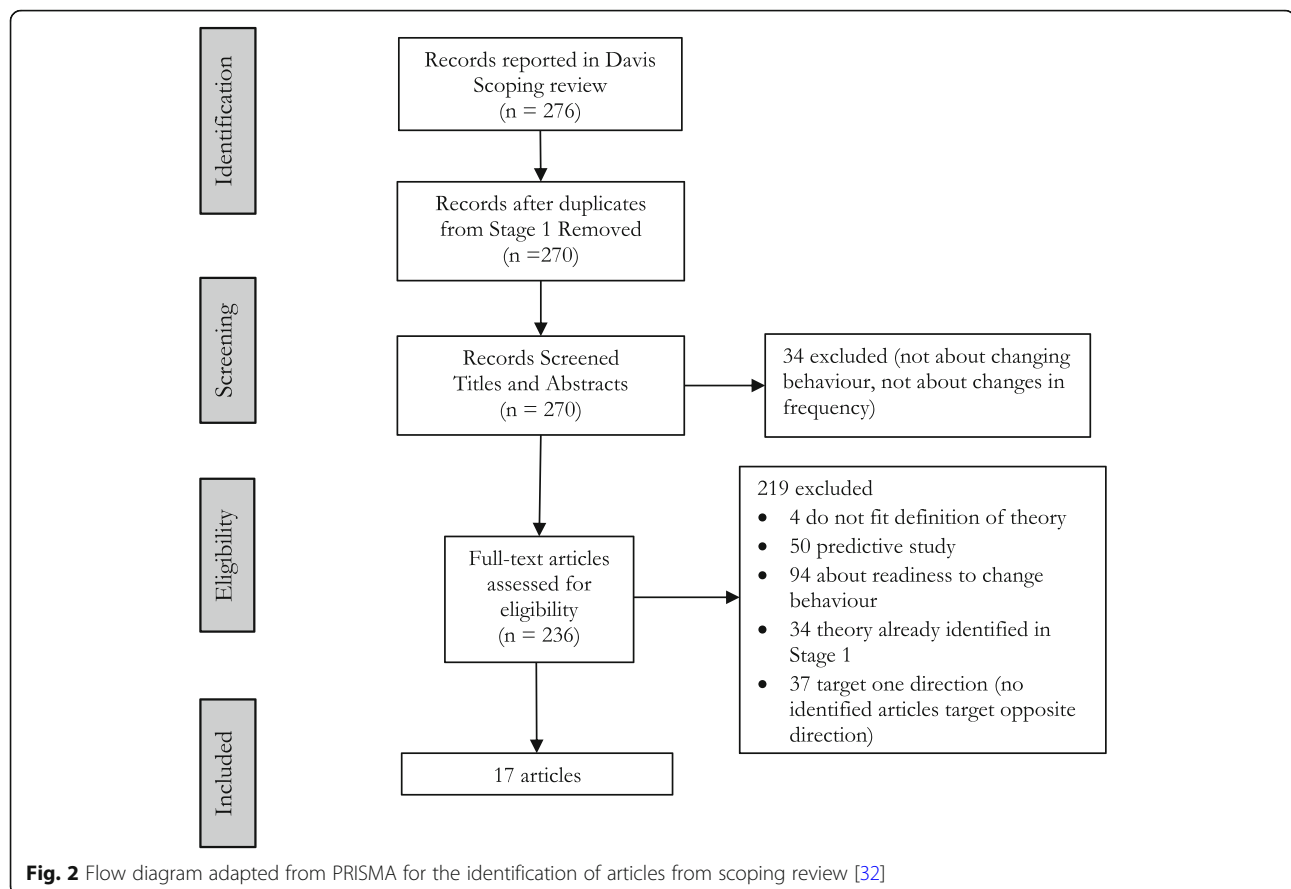 Identification
Records reported in Davis
Scoping review
(n = 276)
Records after duplicates
from Stage 1 Removed
(n =270)
Screening
Records Screened
Titles and Abstracts
(n = 270)
34 excluded (not about changing
behaviour, not about changes in
frequency)
Eligibility
Full-text articles
assessed for
eligibility
(n = 236)
219 excluded
• 4 do not fit definition of theory
• 50 predictive study
• 94 about readiness to change
behaviour
• 34 theory already identified in
Stage 1
• 37 target one direction (no
identified articles target opposite
direction)
Included
17 articles
Fig. 2 Flow diagram adapted from PRISMA for the identification of articles from scoping review [32]